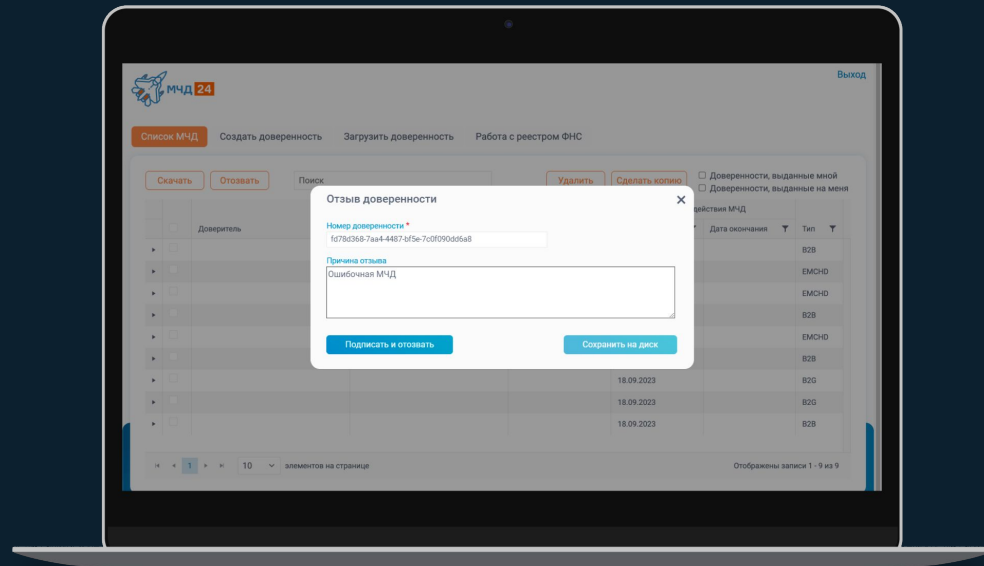 Выход
мчд 24
Список МЧД Создать доверенность Загрузить доверенность Работа с реестром ФНС
Скачать Отозвать Поиск Удалить Сделать копию Доверенности, выданные мной
Доверенности, выданные на меня
Отзыв доверенности
действия МЧД
Доверитель Номер доверенности * Дата окончания Тип
fd78d368-7aa4-4487-bf5e-7c0f090dd6a8
B2B
Причина отзыва
Ошибочная МЧД EMCHD
EMCHD
B2B
Подписать и отозвать Сохранить на диск EMCHD
B2B
18.09.2023 B2G
18.09.2023 B2G
18.09.2023 B2B
1 10 элементов на странице Отображены записи 1 - 9 из 9